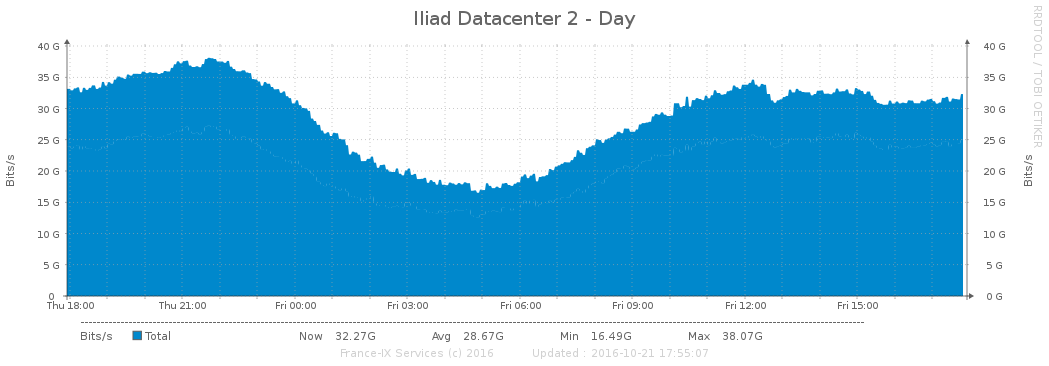 Iliad Datacenter 2 - Day
RRDTOOL / TOBI OETIKER
40 G 40 G
35 G 35 G
30 G 30 G
25 G 25 G
20 G 20 G
15 G 15 G
10 G 10 G
5 G 5 G
0 0 G
Bits/s
Bits/s
Thu 18:00 Thu 21:00 Fri 00:00 Fri 03:00 Fri 06:00 Fri 09:00 Fri 12:00 Fri 15:00
Bits/s Total Now 32.27G Avg 28.67G Min 16.49G Max 38.07G
France-IX Services (c) 2016 Updated : 2016-10-21 17:55:07